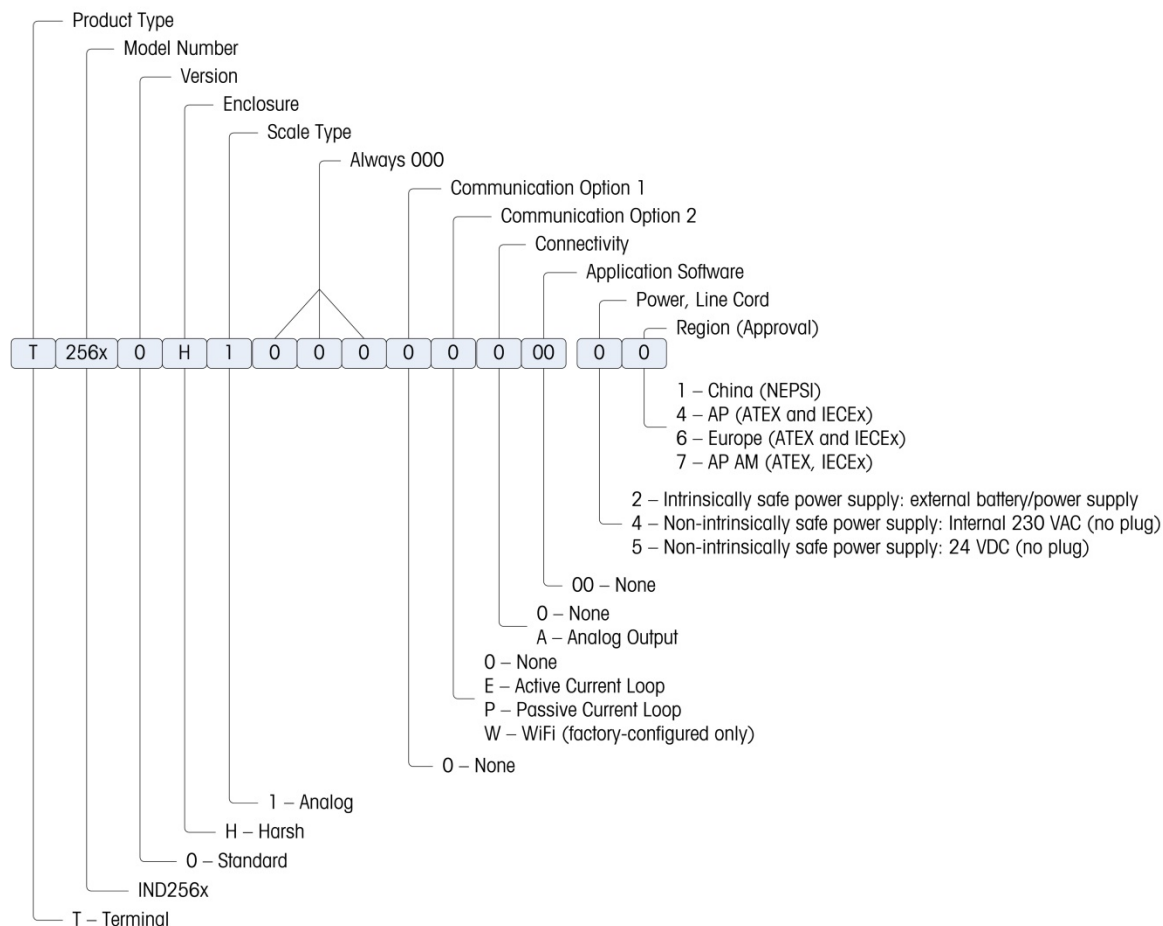 Product Type
Model Number
Version
Enclosure
Scale Type
Always 000
Communication Option 1
Communication Option 2
Connectivity
Application Software
Power, Line Cord
Region (Approval)
T 256x 0 H 1 0 0 0 0 0 0 00 0 0
1 – China (NEPSI)
4 – AP (ATEX and IECEx)
6 – Europe (ATEX and IECEx)
7 – AP AM (ATEX, IECEx)
2 – Intrinsically safe power supply: external battery/power supply
4 – Non-intrinsically safe power supply: Internal 230 VAC (no plug)
5 – Non-intrinsically safe power supply: 24 VDC (no plug)
00 – None
0 – None
A – Analog Output
0 – None
E – Active Current Loop
P – Passive Current Loop
W – WiFi (factory-configured only)
0 – None
1 – Analog
H – Harsh
0 – Standard
IND256x
T – Terminal